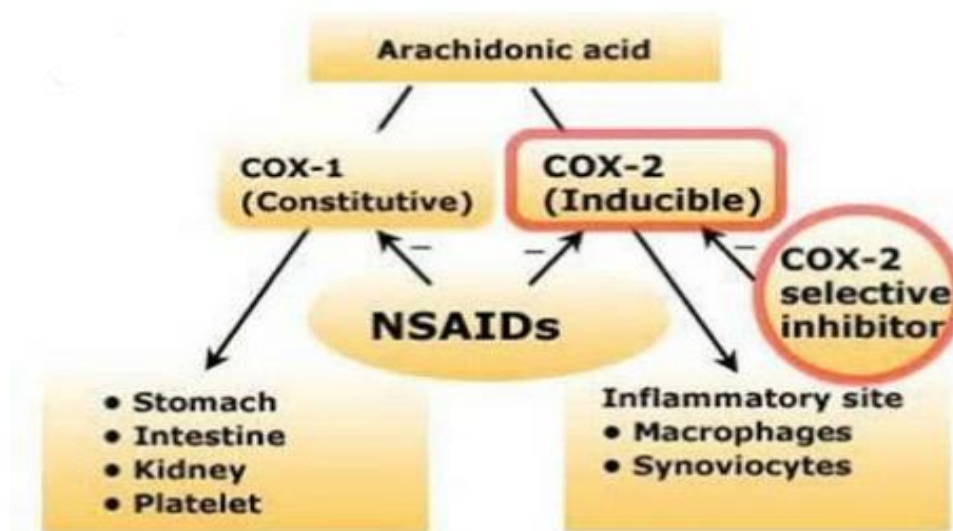 Arachidonic acid
COX-1
(Constitutive)
COX-2
(Inducible)
–
–
–
COX-2
selective
inhibitor
NSAIDs
• Stomach
• Intestine
• Kidney
• Platelet
Inflammatory site
• Macrophages
• Synoviocytes